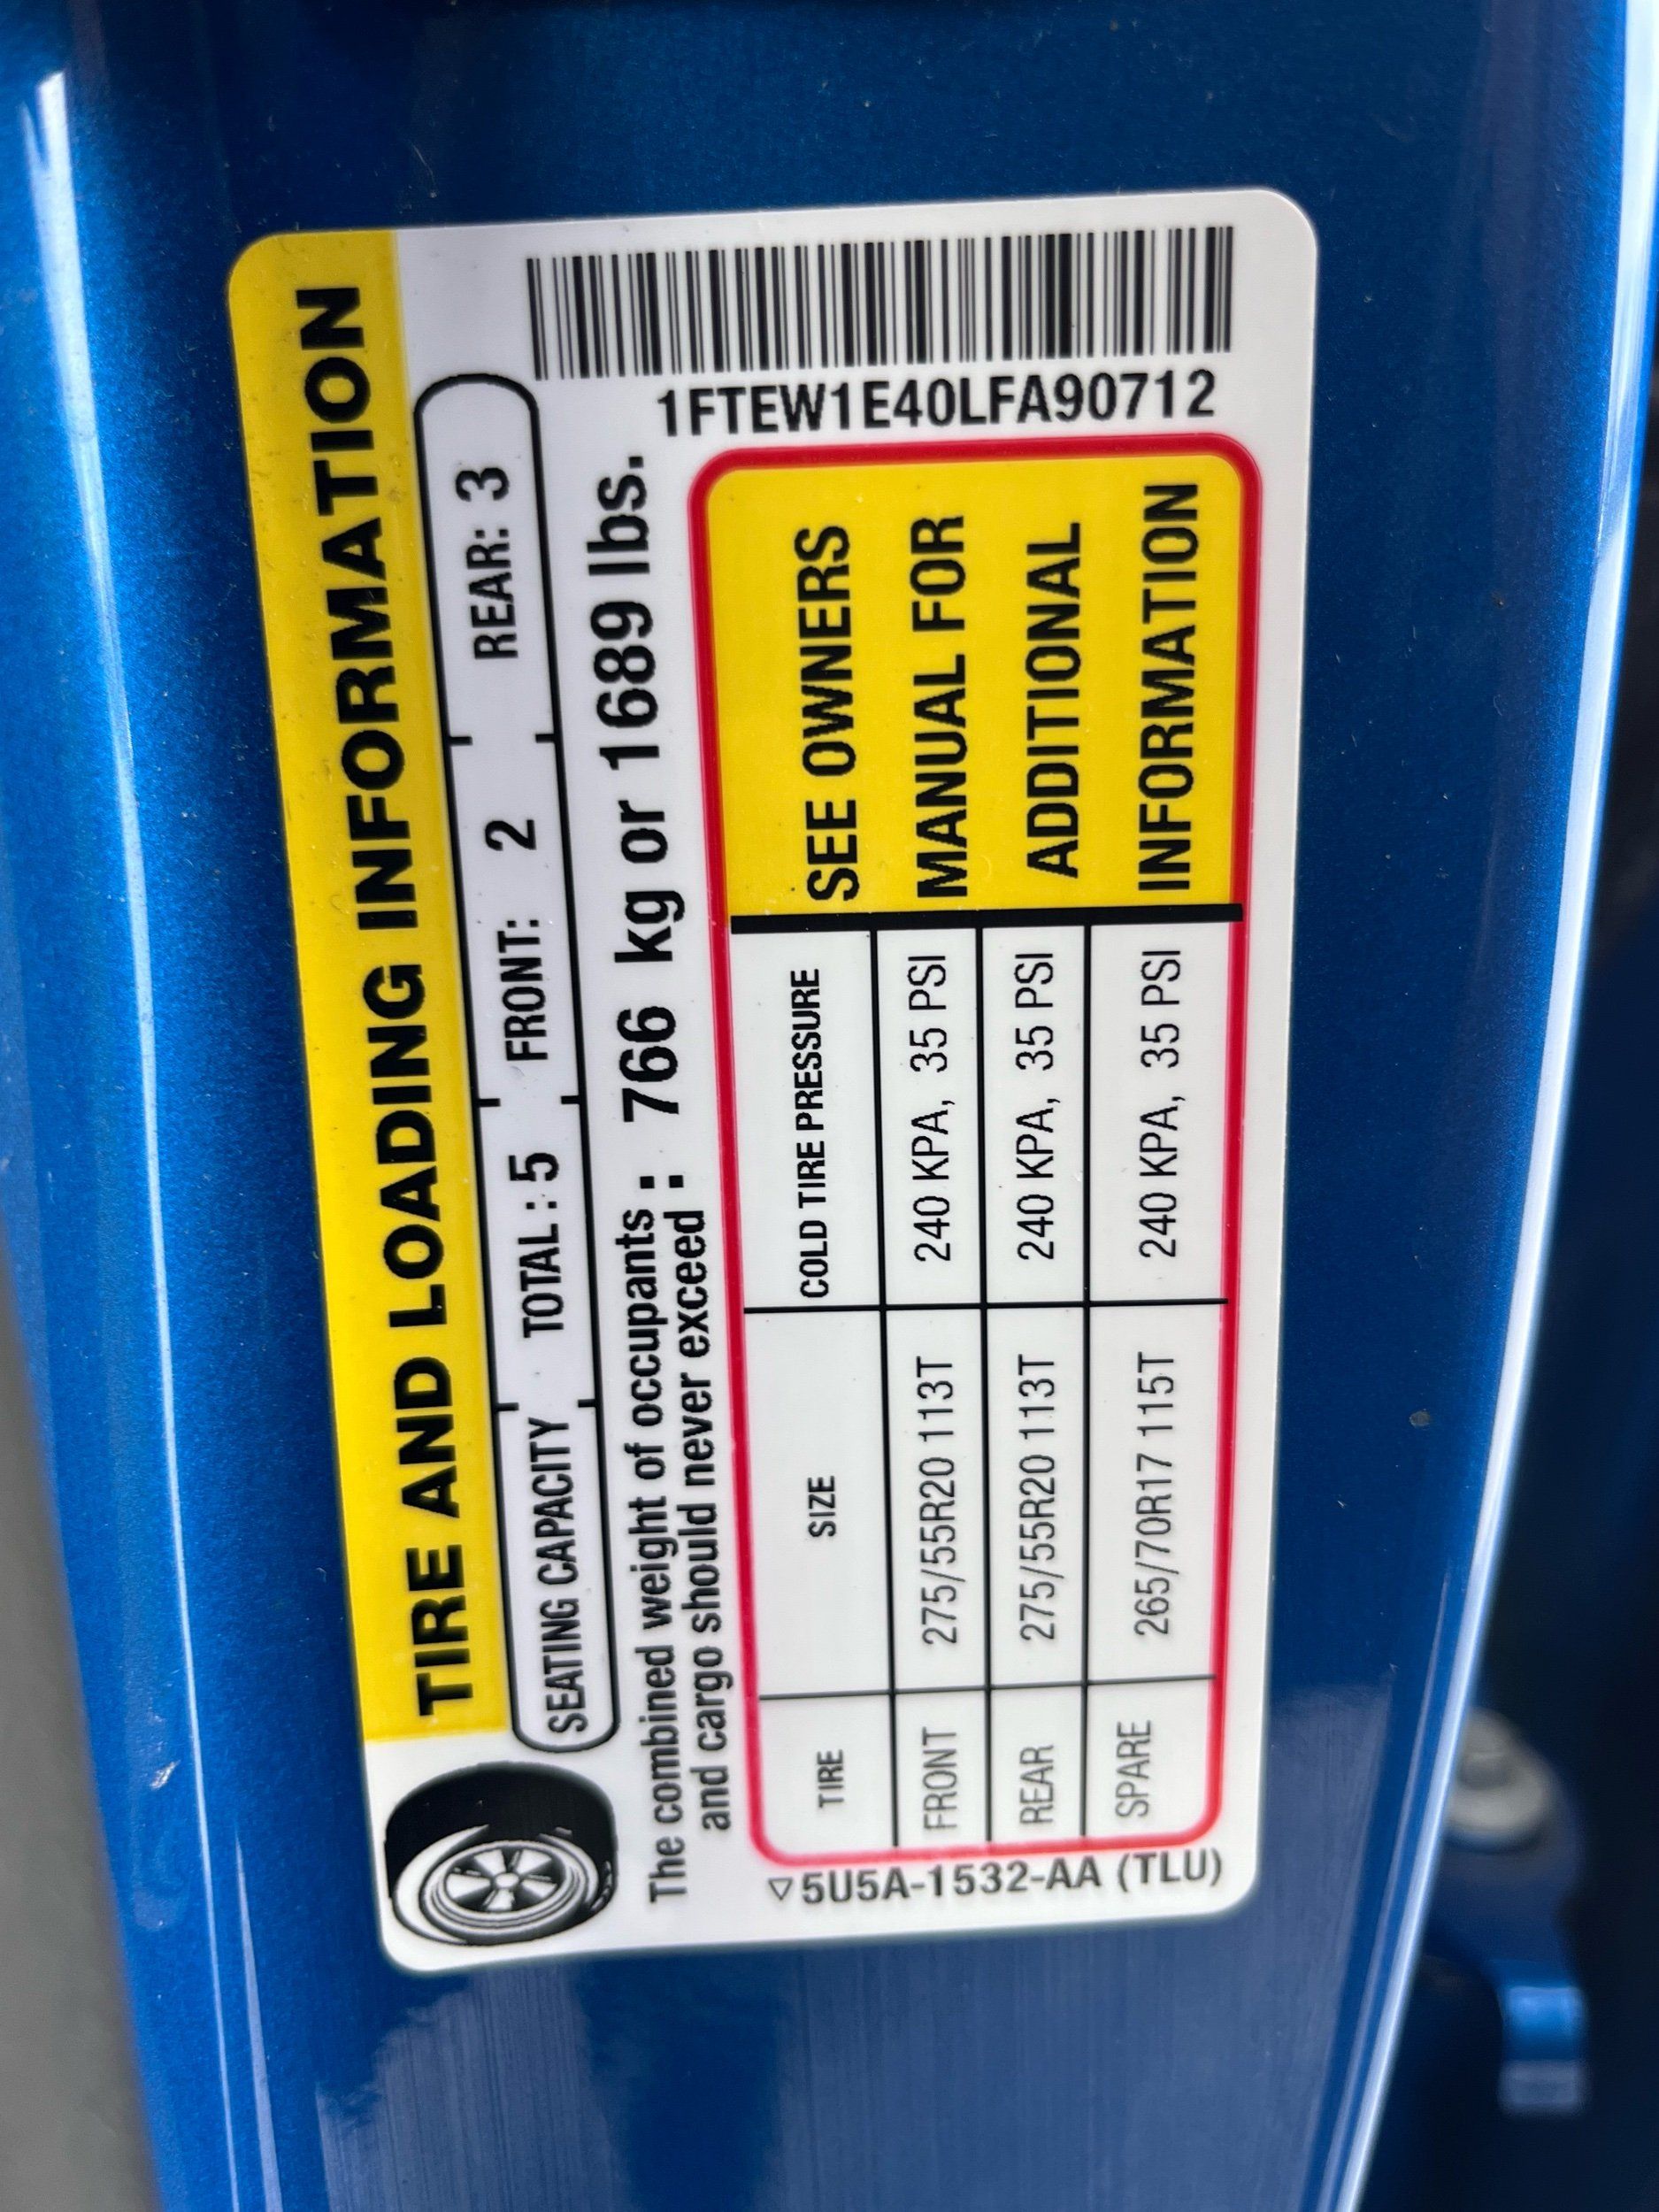 TIRE AND LOADING INFORMATION
SEATING CAPACITY TOTAL : 5 FRONT: 2 REAR: 3
The combined weight of occupants : 766 kg or 1689 lbs.
and cargo should never exceed :
TIRE SIZE COLD TIRE PRESSURE
FRONT 275/55R20 113T 240 KPA, 35 PSI
REAR 275/55R20 113T 240 KPA, 35 PSI
SPARE 265/70R17 115T 240 KPA, 35 PSI
SEE OWNERS
MANUAL FOR
ADDITIONAL
INFORMATION
1FTEW1E40LFA90712
▽5U5A-1532-AA (TLU)